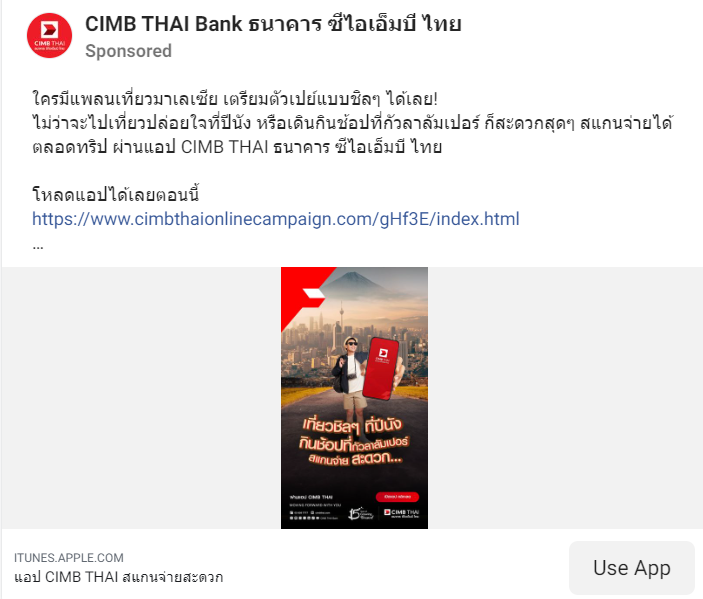 CIMB THAI Bank ธนาคาร ซีไอเอ็มบี ไทย
Sponsored
CIMB THAI
ใครมีแพลนเที่ยวมาเลเซีย เตรียมตัวเปย์แบบชิลๆ ได้เลย!
ไม่ว่าจะไปเที่ยวปล่อยใจที่ปีนัง หรือเดินกินช้อปที่กัวลาลัมเปอร์ ก็สะดวกสุดๆ สแกนจ่ายได้
ตลอดทริป ผ่านแอป CIMB THAI ธนาคาร ซีไอเอ็มบี ไทย
โหลดแอปได้เลยตอนนี้
https://www.cimbthaionlinecampaign.com/gHf3E/index.html
...
CIMB THAI
เที่ยวชิลๆ ที่ปีนัง
กินช้อปที่กัวลาลัมเปอร์
สแกนจ่าย สะดวก...
CIMB THAI
MOVING FORWARD WITH YOU
15
CIMB THAI
ITUNES.APPLE.COM
แอป CIMB THAI สแกนจ่ายสะดวก
Use App